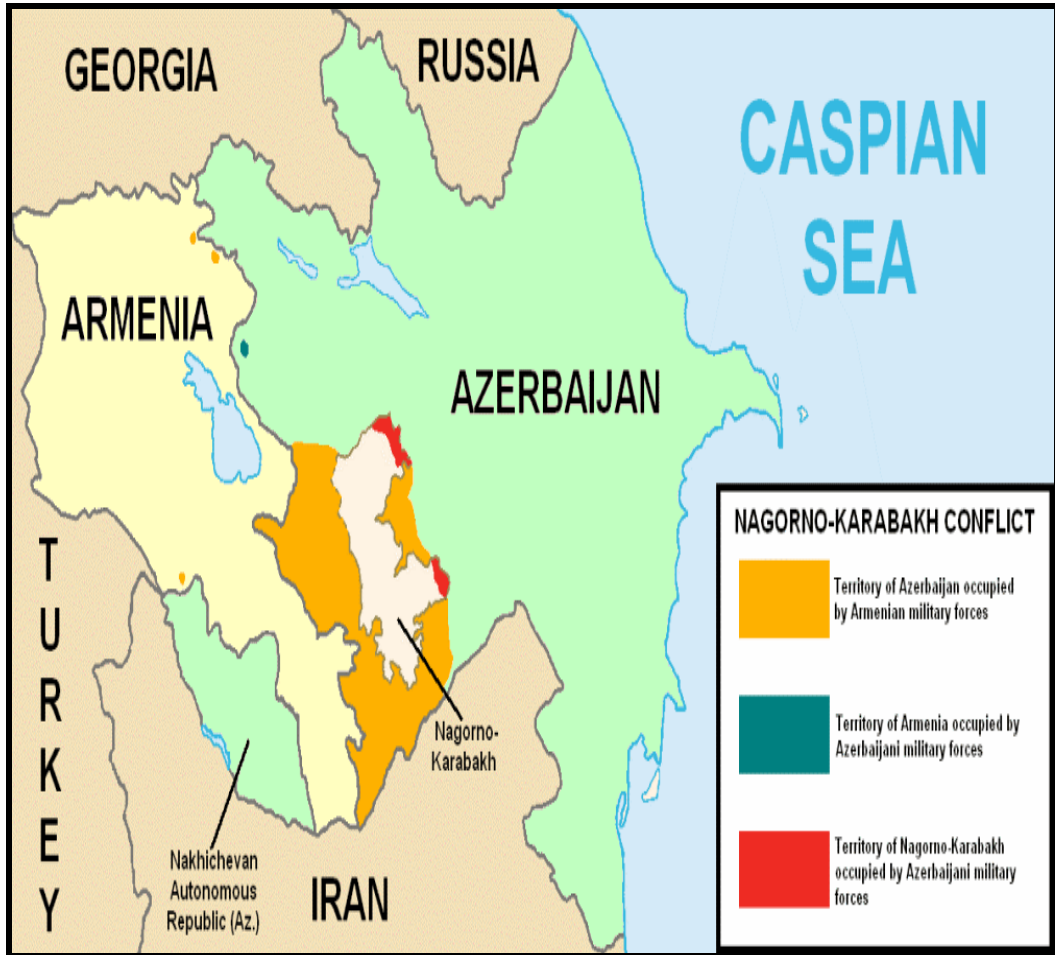 GEORGIA
RUSSIA
CASPIAN
SEA
ARMENIA
AZERBAIJAN
T
U
R
K
E
Y
Nagorno-
Karabakh
Nakhichevan
Autonomous
Republic (Az.)
IRAN
NAGORNO-KARABAKH CONFLICT
Territory of Azerbaijan occupied
by Armenian military forces
Territory of Armenia occupied by
Azerbaijani military forces
Territory of Nagorno-Karabakh
occupied by Azerbaijani military
forces